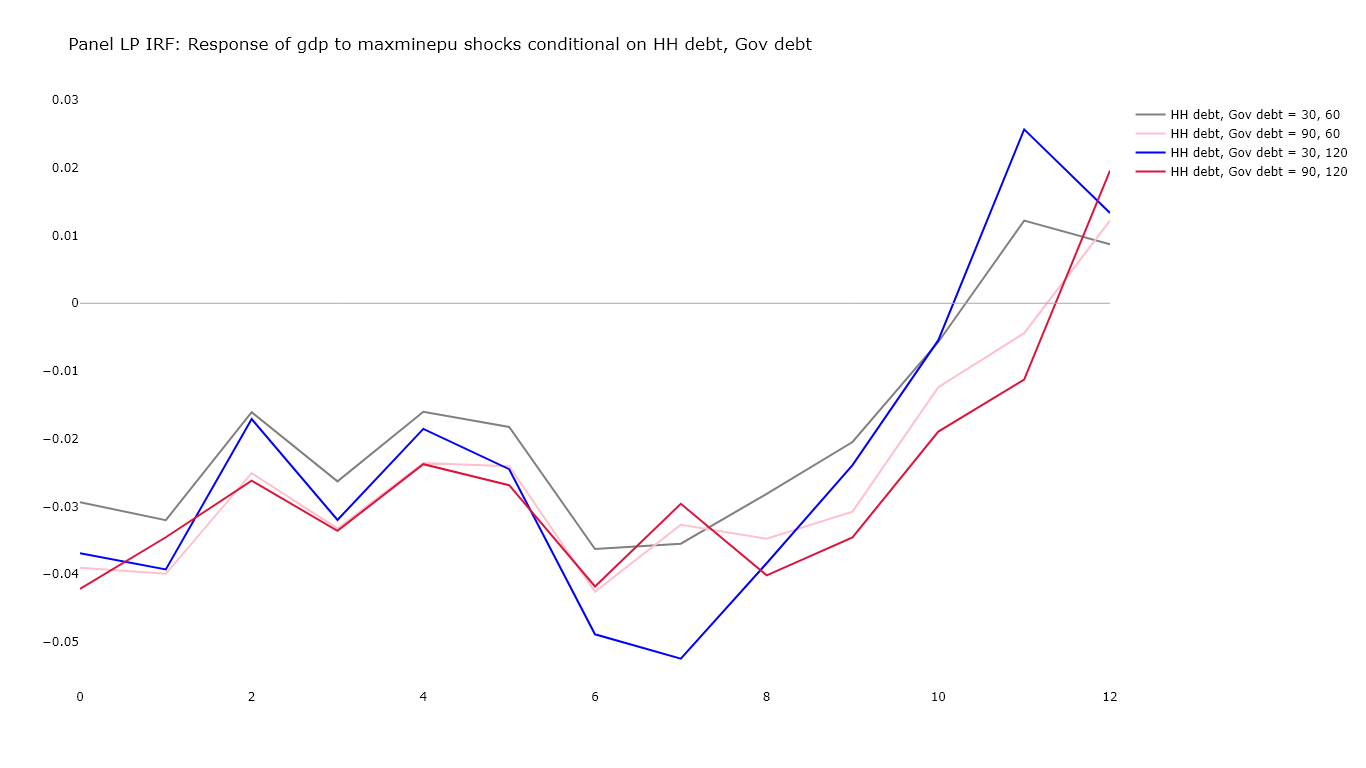 Panel LP IRF: Response of gdp to maxminepu shocks conditional on HH debt, Gov debt
0.03
0.02
0.01
0
−0.01
−0.02
−0.03
−0.04
−0.05
0 2 4 6 8 10 12
HH debt, Gov debt = 30, 60
HH debt, Gov debt = 90, 60
HH debt, Gov debt = 30, 120
HH debt, Gov debt = 90, 120